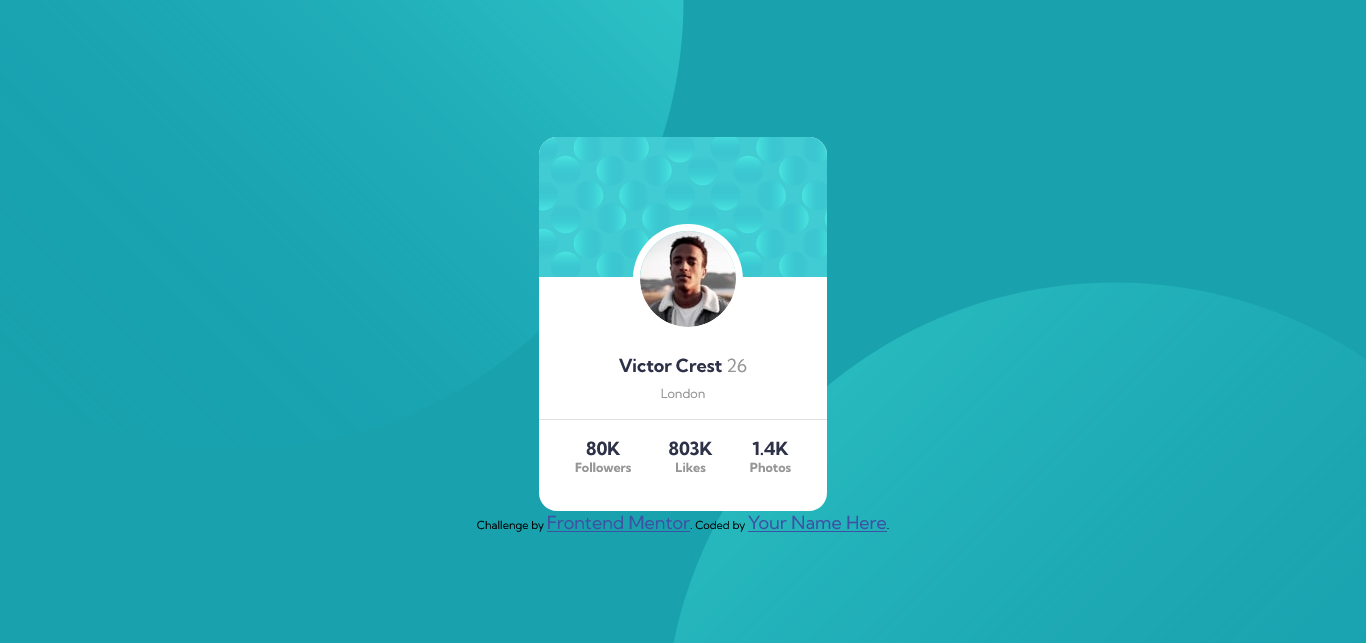 Victor Crest 26
London
80K 803K 1.4K
Followers Likes Photos
Challenge by Frontend Mentor. Coded by Your Name Here.